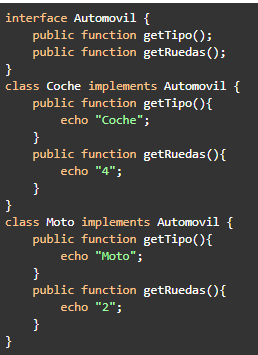 interface Automovil {
    public function getTipo();
    public function getRuedas();
}
class Coche implements Automovil {
    public function getTipo(){
        echo "Coche";
    }
    public function getRuedas(){
        echo "4";
    }
}
class Moto implements Automovil {
    public function getTipo(){
        echo "Moto";
    }
    public function getRuedas(){
        echo "2";
    }
}